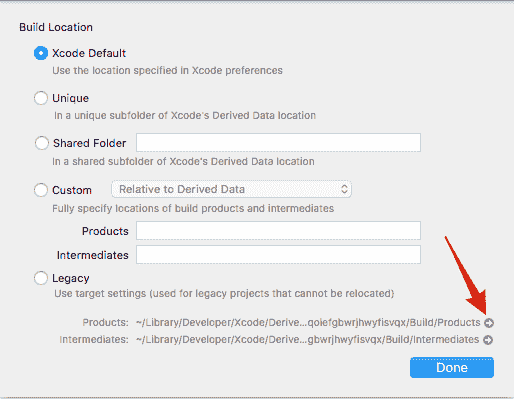 Build Location
Xcode Default
Use the location specified in Xcode preferences
Unique
In a unique subfolder of Xcode's Derived Data location
Shared Folder
In a shared subfolder of Xcode's Derived Data location
Custom Relative to Derived Data
Fully specify locations of build products and intermediates
Products
Intermediates
Legacy
Use target settings (used for legacy projects that cannot be relocated)
Products: ~/Library/Developer/Xcode/Derive...qoiefgbwrjhwyfisvqx/Build/Products
Intermediates: ~/Library/Developer/Xcode/Derive...gbwrjhwyfisvqx/Build/Intermediates
Done